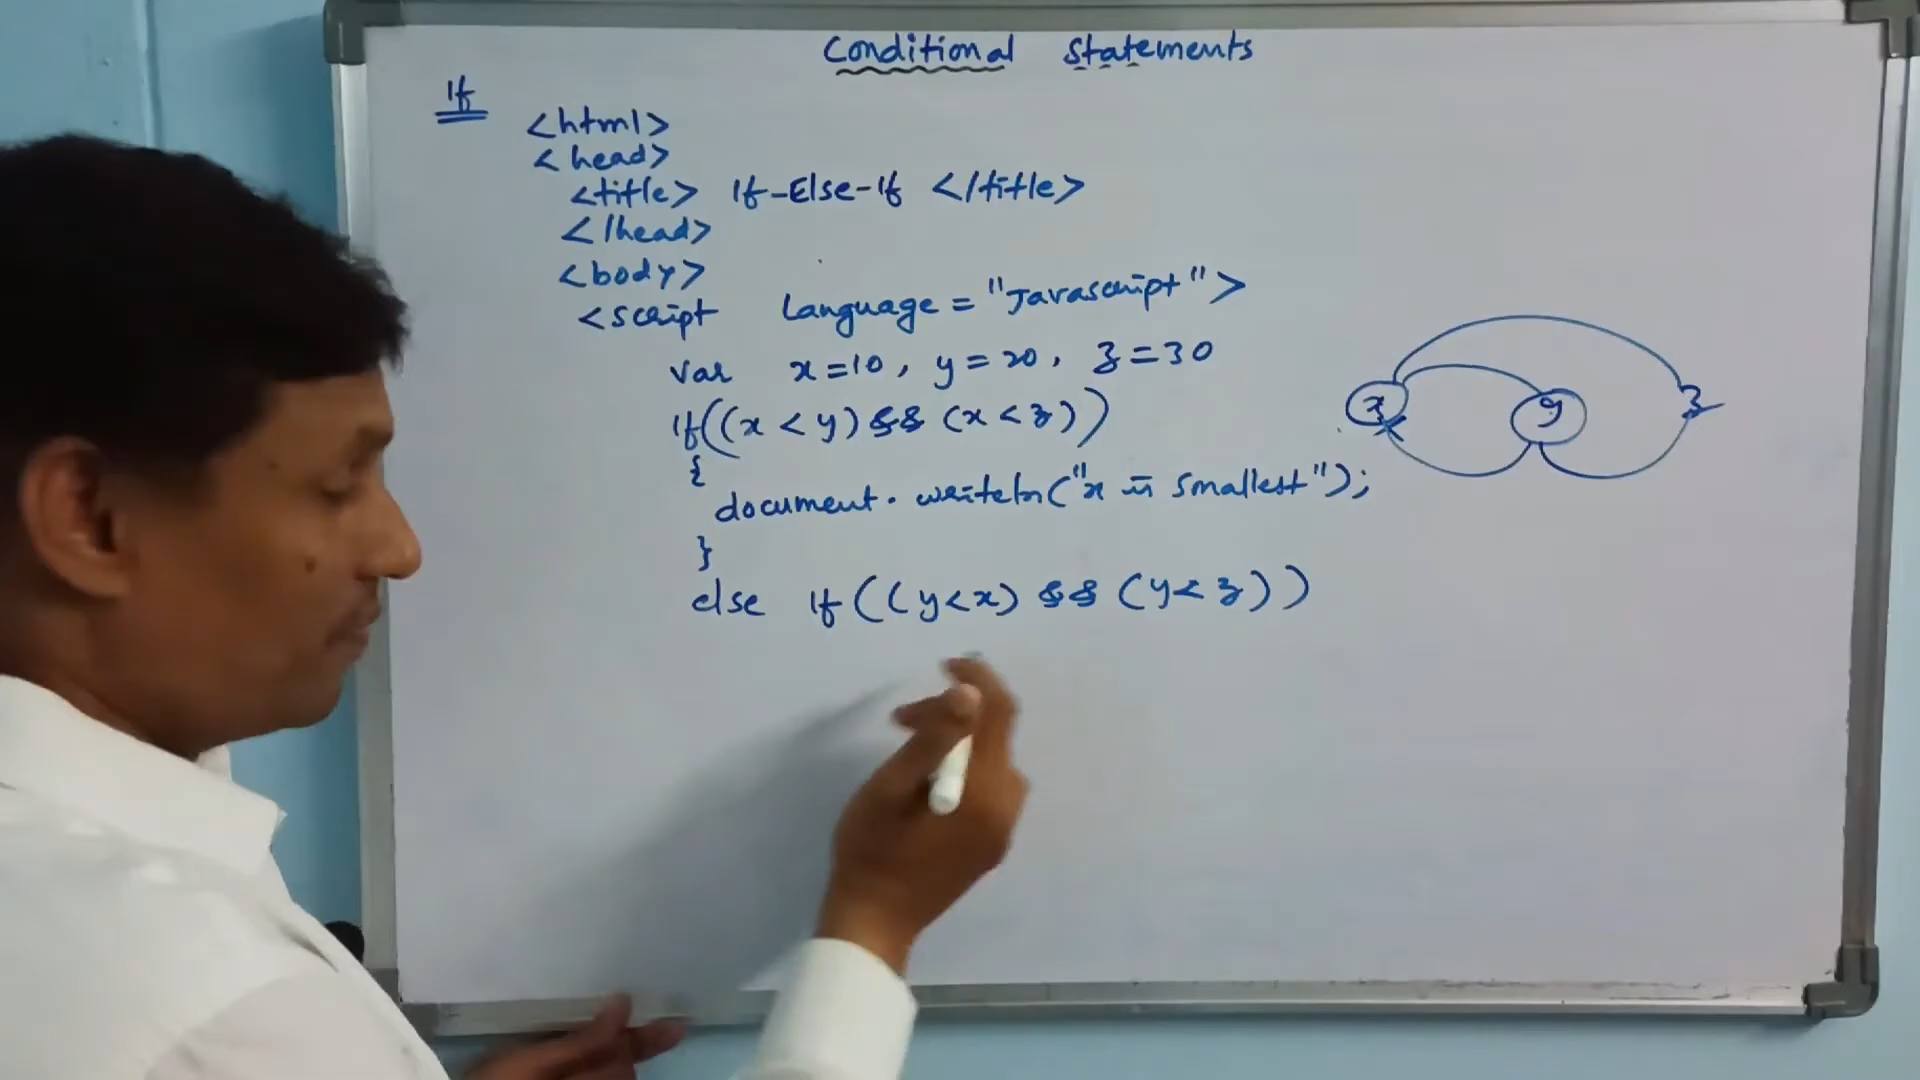 Conditional Statements
If
<html>
<head>
<title> If-Else-If </title>
</head>
<body>
<script language = "Javascript">
var x=10, y=20, z=30
If((x < y) && (x < z))
{
document.writeln("x is smallest");
}
else If((y<x) && (y<z))
x y z